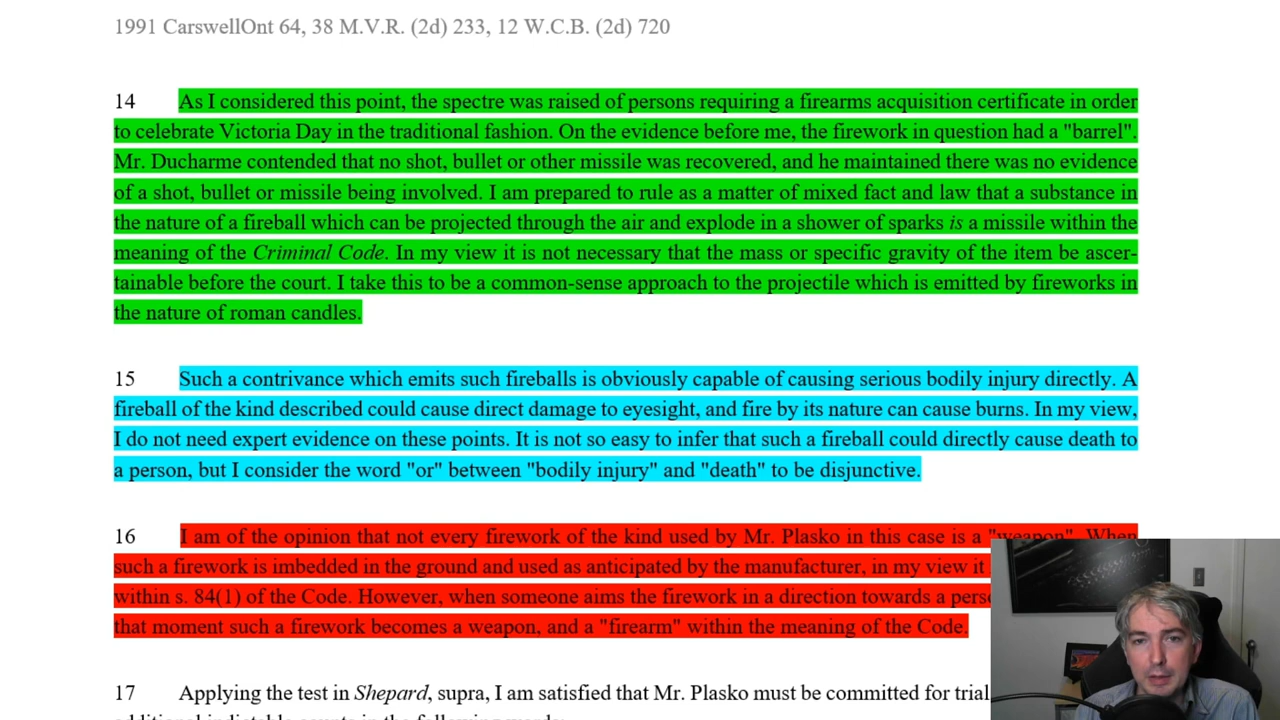 1991 CarswellOnt 64, 38 M.V.R. (2d) 233, 12 W.C.B. (2d) 720
14 As I considered this point, the spectre was raised of persons requiring a firearms acquisition certificate in order
to celebrate Victoria Day in the traditional fashion. On the evidence before me, the firework in question had a "barrel".
Mr. Ducharme contended that no shot, bullet or other missile was recovered, and he maintained there was no evidence
of a shot, bullet or missile being involved. I am prepared to rule as a matter of mixed fact and law that a substance in
the nature of a fireball which can be projected through the air and explode in a shower of sparks is a missile within the
meaning of the Criminal Code. In my view it is not necessary that the mass or specific gravity of the item be ascer-
tainable before the court. I take this to be a common-sense approach to the projectile which is emitted by fireworks in
the nature of roman candles.
15 Such a contrivance which emits such fireballs is obviously capable of causing serious bodily injury directly. A
fireball of the kind described could cause direct damage to eyesight, and fire by its nature can cause burns. In my view,
I do not need expert evidence on these points. It is not so easy to infer that such a fireball could directly cause death to
a person, but I consider the word "or" between "bodily injury" and "death" to be disjunctive.
16 I am of the opinion that not every firework of the kind used by Mr. Plasko in this case is a "weapon". When
such a firework is imbedded in the ground and used as anticipated by the manufacturer, in my view it
within s. 84(1) of the Code. However, when someone aims the firework in a direction towards a perso
that moment such a firework becomes a weapon, and a "firearm" within the meaning of the Code.
17 Applying the test in Shepard, supra, I am satisfied that Mr. Plasko must be committed for trial
additional indictable counts in the following words: